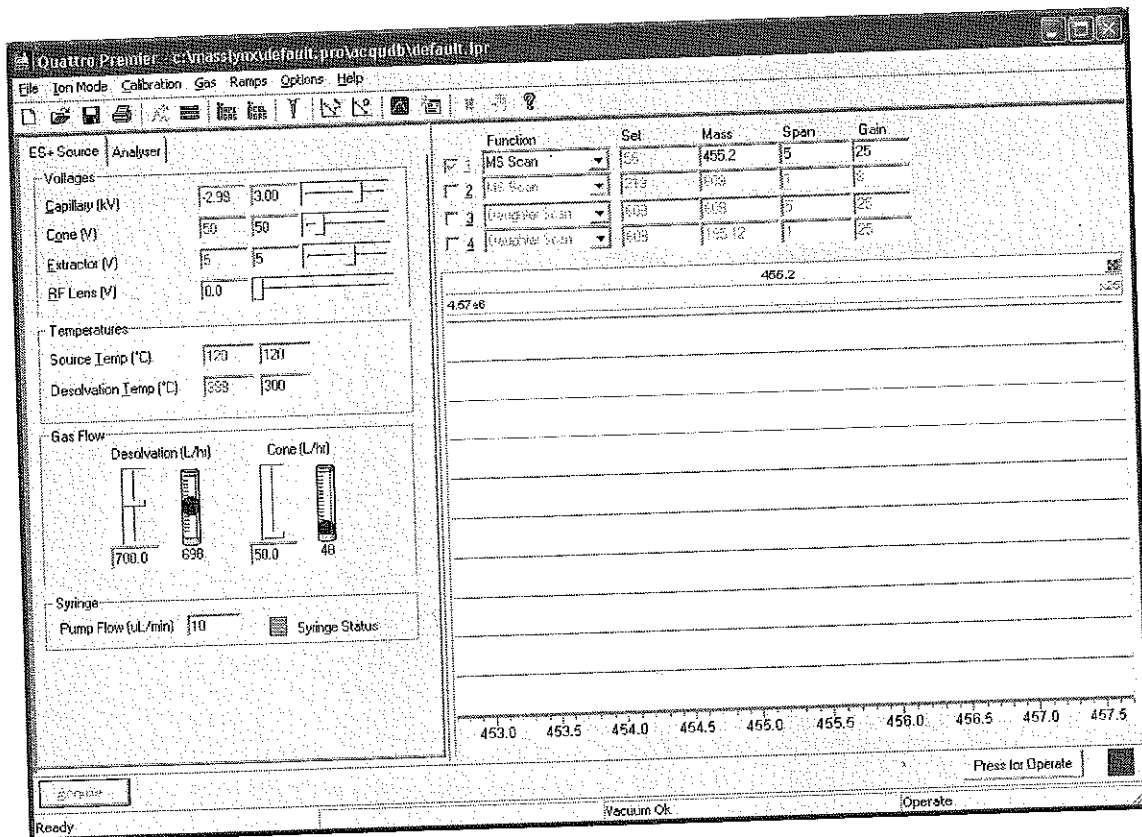 Quattro Premier - c:\masslynx\default.pro\acqudb\default.ipr
File Ion Mode Calibration Gas Ramps Options Help
ES+ Source Analyser
Voltages
Capillary (kV) -2.99 3.00
Cone (V) 50 50
Extractor (V) 5 5
RF Lens (V) 0.0
Temperatures
Source Temp (°C) 120 120
Desolvation Temp (°C) 300
Gas Flow
Desolvation (L/hr) Cone (L/hr)
700.0 698 50.0 48
Syringe
Pump Flow (uL/min) 10 Syringe Status
Function Set Mass Span Gain
1 MS Scan 455.2 5 25
2 MS Scan
3 Daughter Scan
4 Daughter Scan
455.2
x25
4.57e6
453.0 453.5 454.0 454.5 455.0 455.5 456.0 456.5 457.0 457.5
Press for Operate
Acquire
Ready Vacuum Ok Operate